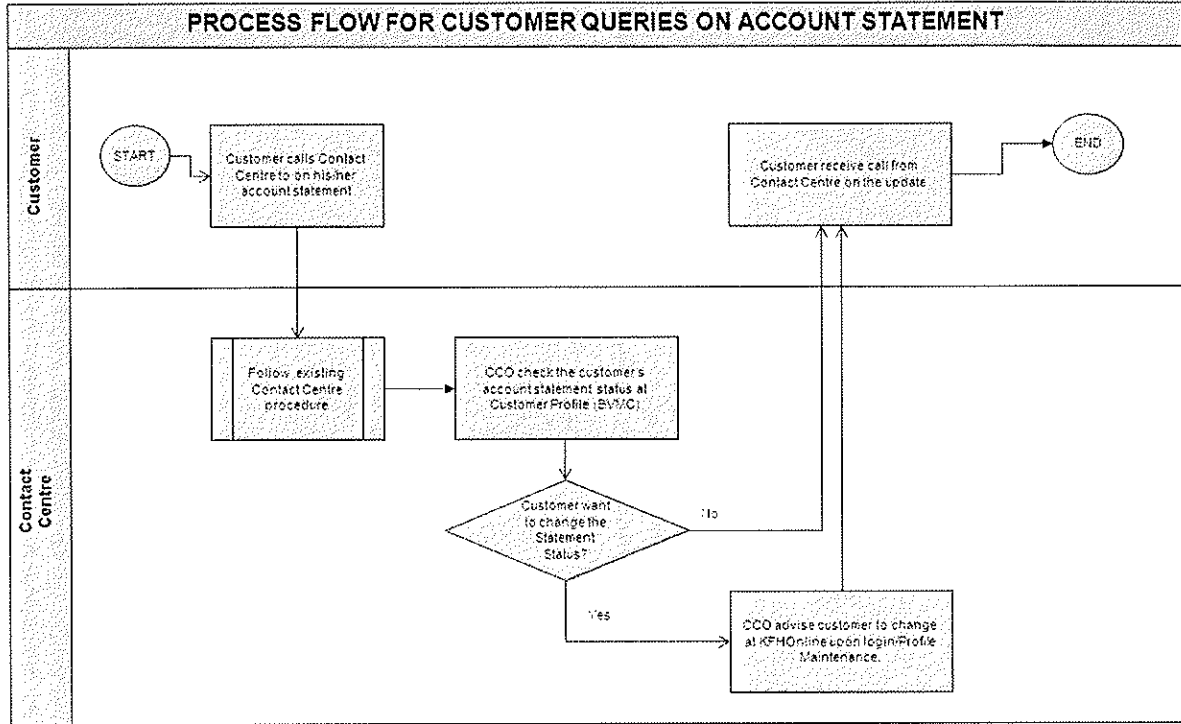 PROCESS FLOW FOR CUSTOMER QUERIES ON ACCOUNT STATEMENT
Customer
START
Customer calls Contact
Centre to on his/her
account statement
Customer receive call from
Contact Centre on the update
END
Contact
Centre
Follow existing
Contact Centre
procedure
CCO check the customer's
account statement status at
Customer Profile (BVMC)
Customer want
to change the
Statement
Status?
No
Yes
CCO advise customer to change
at KFHOnline upon login/Profile
Maintenance.